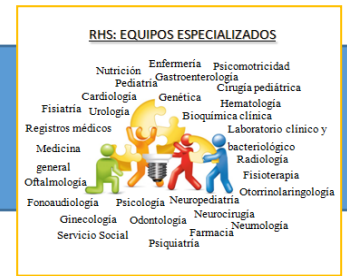 RHS: EQUIPOS ESPECIALIZADOS
Enfermería
Psicomotricidad
Nutrición
Gastroenterología
Pediatría
Cirugía pediátrica
Cardiología
Genética
Hematología
Fisiatría
Urología
Bioquímica clínica
Registros médicos
Laboratorio clínico y
bacteriológico
Medicina
general
Radiología
Fisioterapia
Oftalmología
Otorrinolaringología
Fonoaudiología
Psicología
Neuropediatría
Neurocirugía
Ginecología
Odontología
Neumología
Farmacia
Servicio Social
Psiquiatría